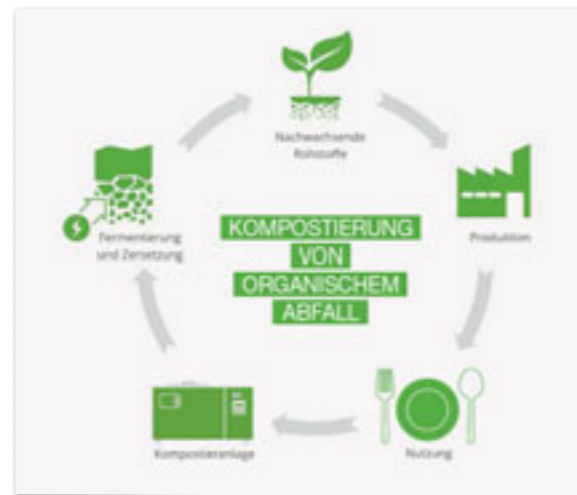 Nachwachsende
Rohstoffe
Produktion
Nutzung
Kompostieranlage
Fermentierung
und Zersetzung
KOMPOSTIERUNG
VON
ORGANISCHEM
ABFALL